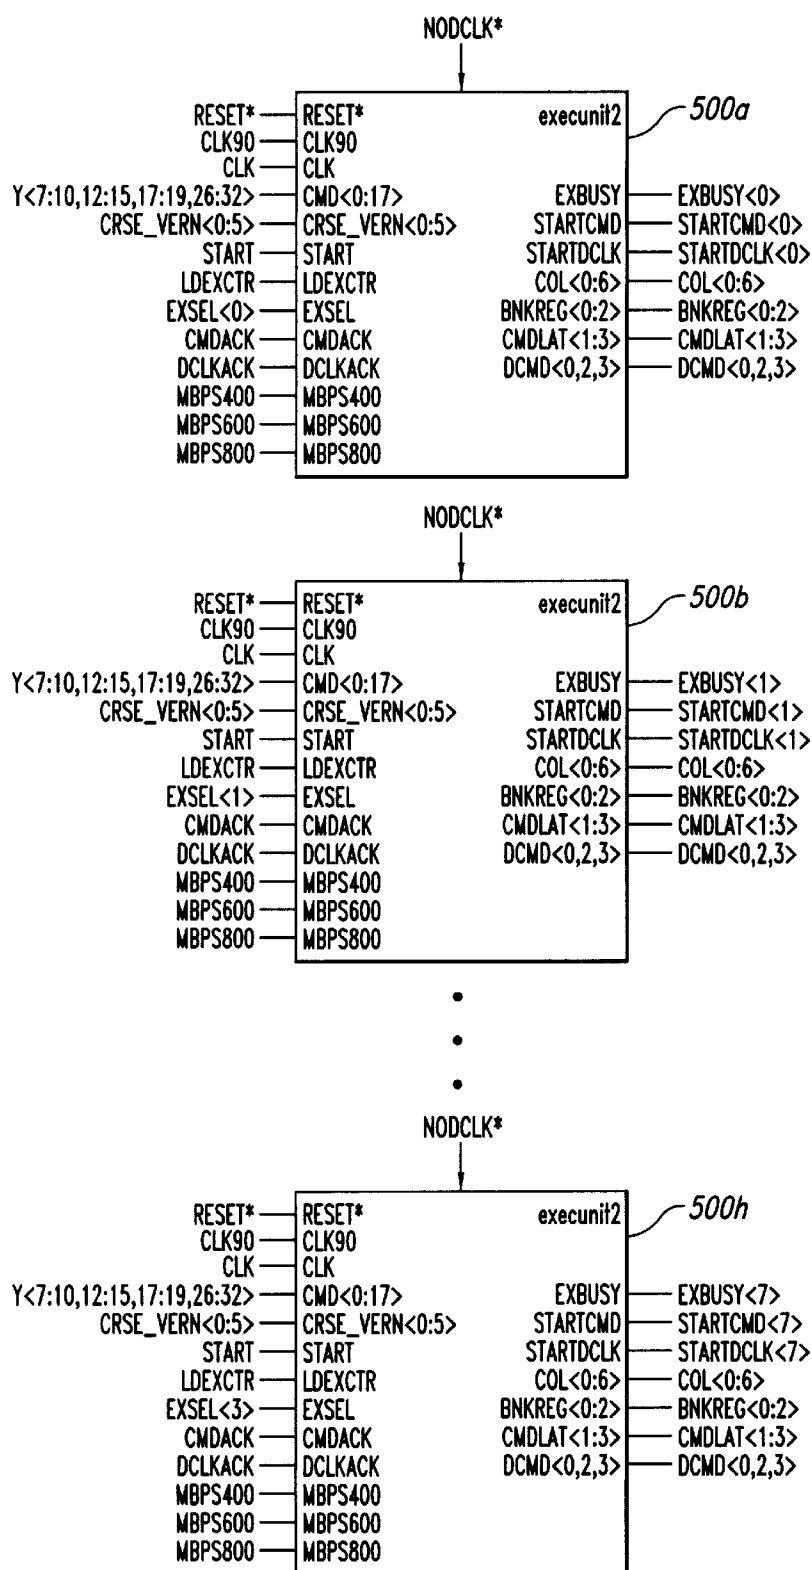 NODCLK*
RESET* RESET* execunit2 500a
CLK90 CLK90
CLK CLK
Y<7:10,12:15,17:19,26:32> CMD<0:17> EXBUSY EXBUSY<0>
CRSE_VERN<0:5> CRSE_VERN<0:5> STARTCMD STARTCMD<0>
START START STARTDCLK STARTDCLK<0>
LDEXCTR LDEXCTR COL<0:6> COL<0:6>
EXSEL<0> EXSEL BNKREG<0:2> BNKREG<0:2>
CMDACK CMDACK CMDLAT<1:3> CMDLAT<1:3>
DCLKACK DCLKACK DCMD<0,2,3> DCMD<0,2,3>
MBPS400 MBPS400
MBPS600 MBPS600
MBPS800 MBPS800
NODCLK*
RESET* RESET* execunit2 500b
CLK90 CLK90
CLK CLK
Y<7:10,12:15,17:19,26:32> CMD<0:17> EXBUSY EXBUSY<1>
CRSE_VERN<0:5> CRSE_VERN<0:5> STARTCMD STARTCMD<1>
START START STARTDCLK STARTDCLK<1>
LDEXCTR LDEXCTR COL<0:6> COL<0:6>
EXSEL<1> EXSEL BNKREG<0:2> BNKREG<0:2>
CMDACK CMDACK CMDLAT<1:3> CMDLAT<1:3>
DCLKACK DCLKACK DCMD<0,2,3> DCMD<0,2,3>
MBPS400 MBPS400
MBPS600 MBPS600
MBPS800 MBPS800
NODCLK*
RESET* RESET* execunit2 500h
CLK90 CLK90
CLK CLK
Y<7:10,12:15,17:19,26:32> CMD<0:17> EXBUSY EXBUSY<7>
CRSE_VERN<0:5> CRSE_VERN<0:5> STARTCMD STARTCMD<7>
START START STARTDCLK STARTDCLK<7>
LDEXCTR LDEXCTR COL<0:6> COL<0:6>
EXSEL<3> EXSEL BNKREG<0:2> BNKREG<0:2>
CMDACK CMDACK CMDLAT<1:3> CMDLAT<1:3>
DCLKACK DCLKACK DCMD<0,2,3> DCMD<0,2,3>
MBPS400 MBPS400
MBPS600 MBPS600
MBPS800 MBPS800